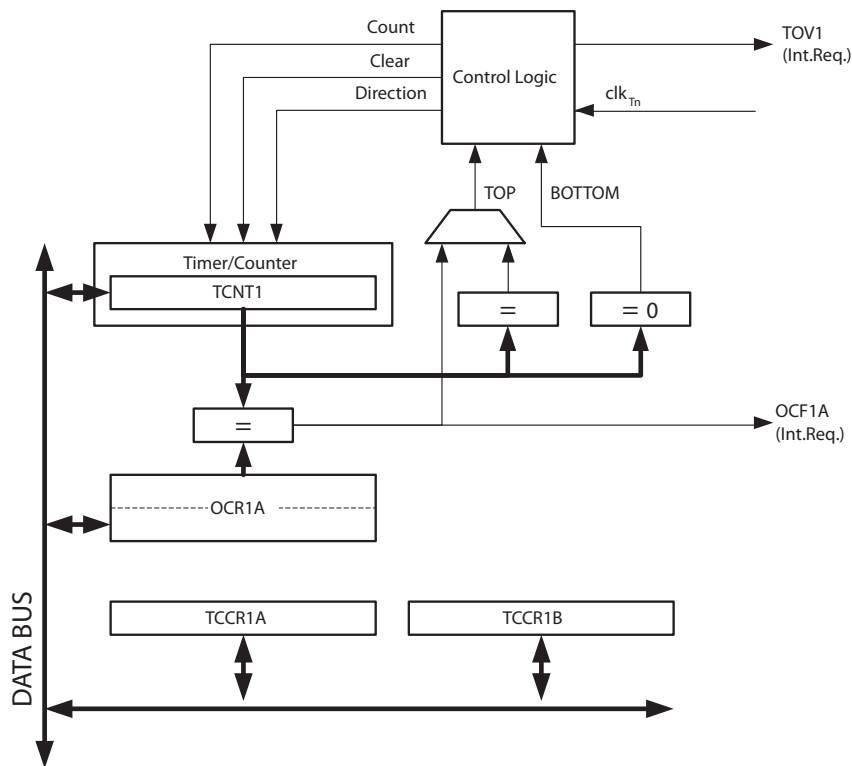 Count
TOV1
(Int.Req.)
Clear
Control Logic
Direction
clkTn
TOP
BOTTOM
Timer/Counter
TCNT1
=
= 0
=
OCF1A
(Int.Req.)
OCR1A
TCCR1A
TCCR1B
DATA BUS